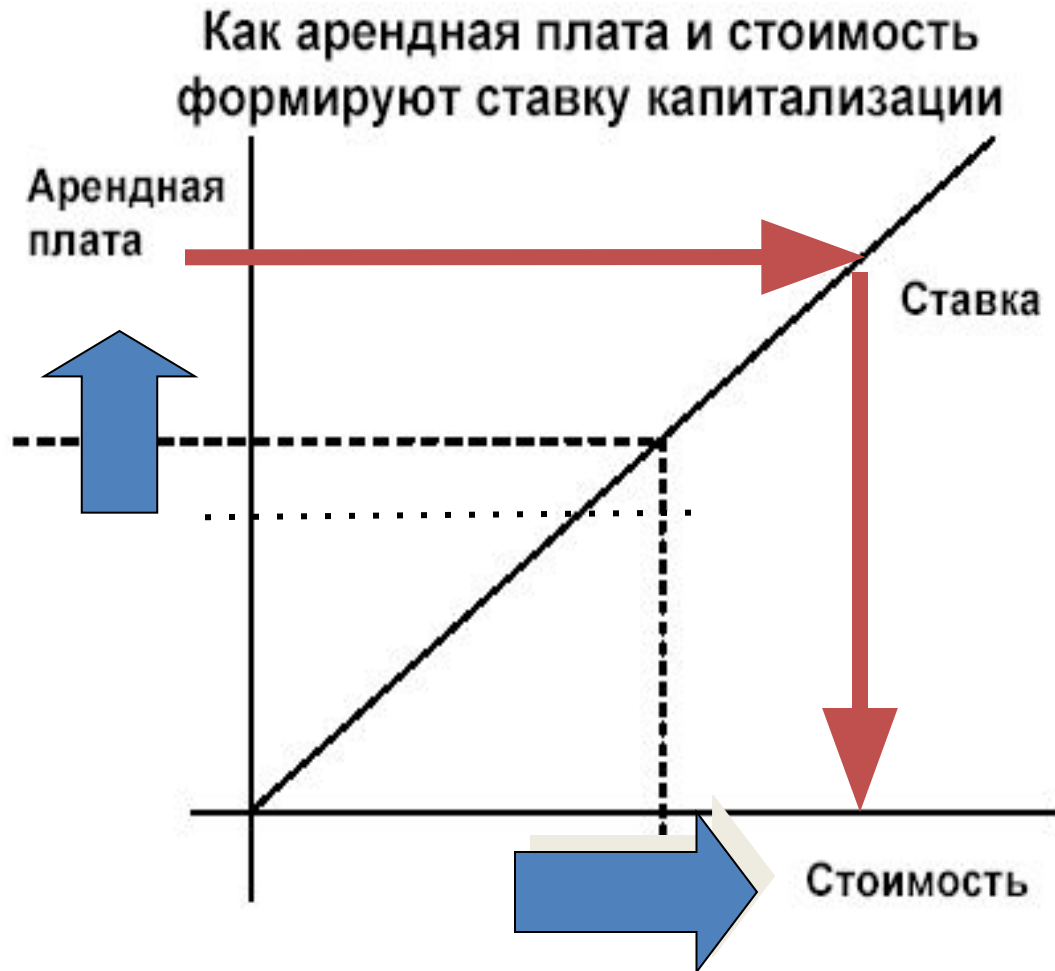 Как арендная плата и стоимость
формируют ставку капитализации
Арендная
плата
Ставка
Стоимость